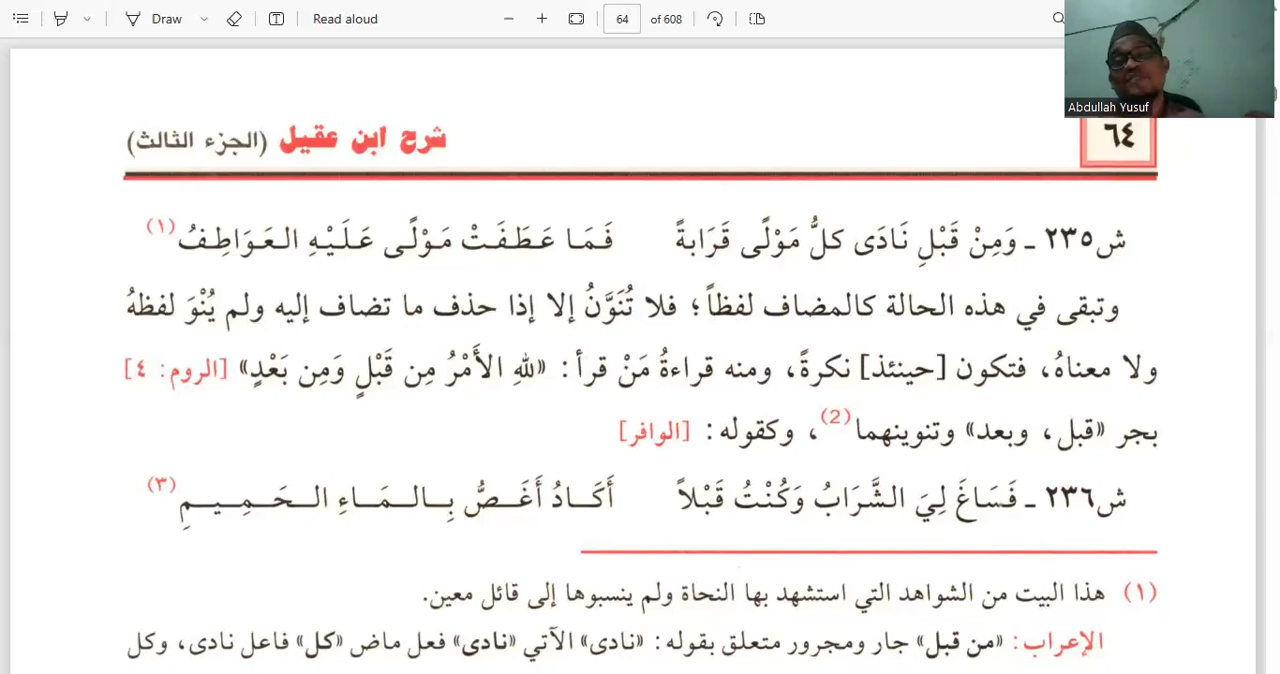 Draw
Read aloud
64 of 608
Abdullah Yusuf
٦٤
شرح ابن عقيل (الجزء الثالث)
ش٢٣٥ ـ وَمِنْ قَبْلِ نَادَى كلُّ مَوْلًى قَرَابةً فَمَا عَطَفَتْ مَوْلًى عَلَيْهِ العَوَاطِفُ (١)
وتبقى في هذه الحالة كالمضاف لفظاً؛ فلا تُنَوَّنُ إلا إذا حذف ما تضاف إليه ولم يُنْوَ لفظهُ
ولا معناهُ، فتكون [حينئذ] نكرةً، ومنه قراءةُ مَنْ قرأ: «للهِ الأَمْرُ مِن قَبْلٍ وَمِن بَعْدٍ» [الروم: ٤]
بجر «قبل، وبعد» وتنوينهما (2)، وكقوله: [الوافر]
ش٢٣٦ ـ فَسَاغَ لِيَ الشَّرَابُ وَكُنْتُ قَبْلاً أَكَادُ أَغَصُّ بِالمَاءِ الحَمِيمِ (٣)
(١) هذا البيت من الشواهد التي استشهد بها النحاة ولم ينسبوها إلى قائل معين.
الإعراب: «من قبل» جار ومجرور متعلق بقوله: «نادى» الآتي «نادى» فعل ماض «كل» فاعل نادى، وكل